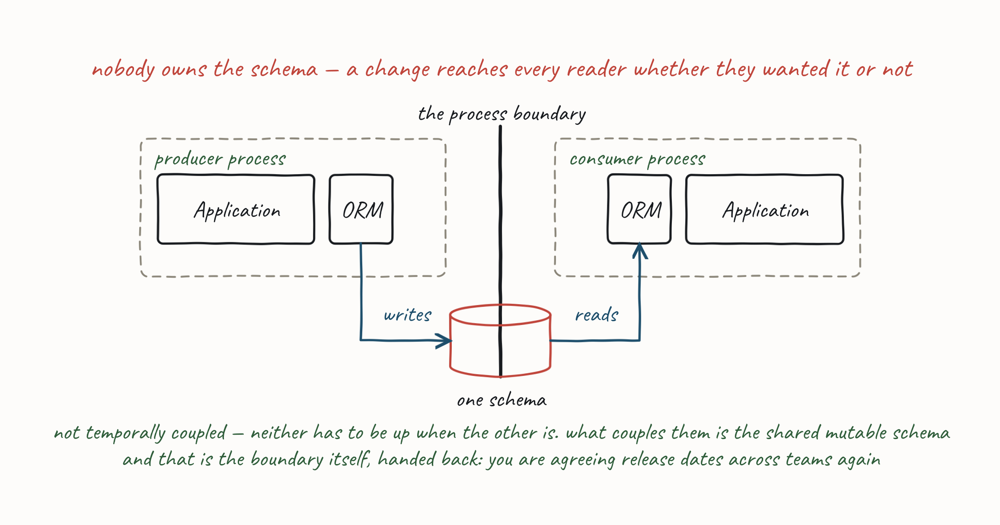 nobody owns the schema – a change reaches every reader whether they wanted it or not
the process boundary
producer process
consumer process
Application
ORM
ORM
Application
writes
reads
one schema
not temporally coupled – neither has to be up when the other is. what couples them is the shared mutable schema
and that is the boundary itself, handed back: you are agreeing release dates across teams again